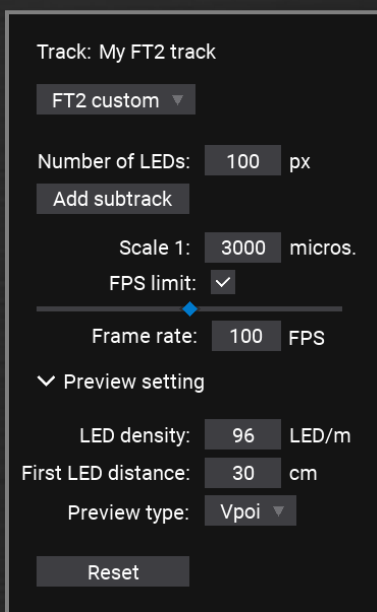 Track: My FT2 track
FT2 custom
Number of LEDs: 100 px
Add subtrack
Scale 1: 3000 micros.
FPS limit:
Frame rate: 100 FPS
Preview setting
LED density: 96 LED/m
First LED distance: 30 cm
Preview type: Vpoi
Reset